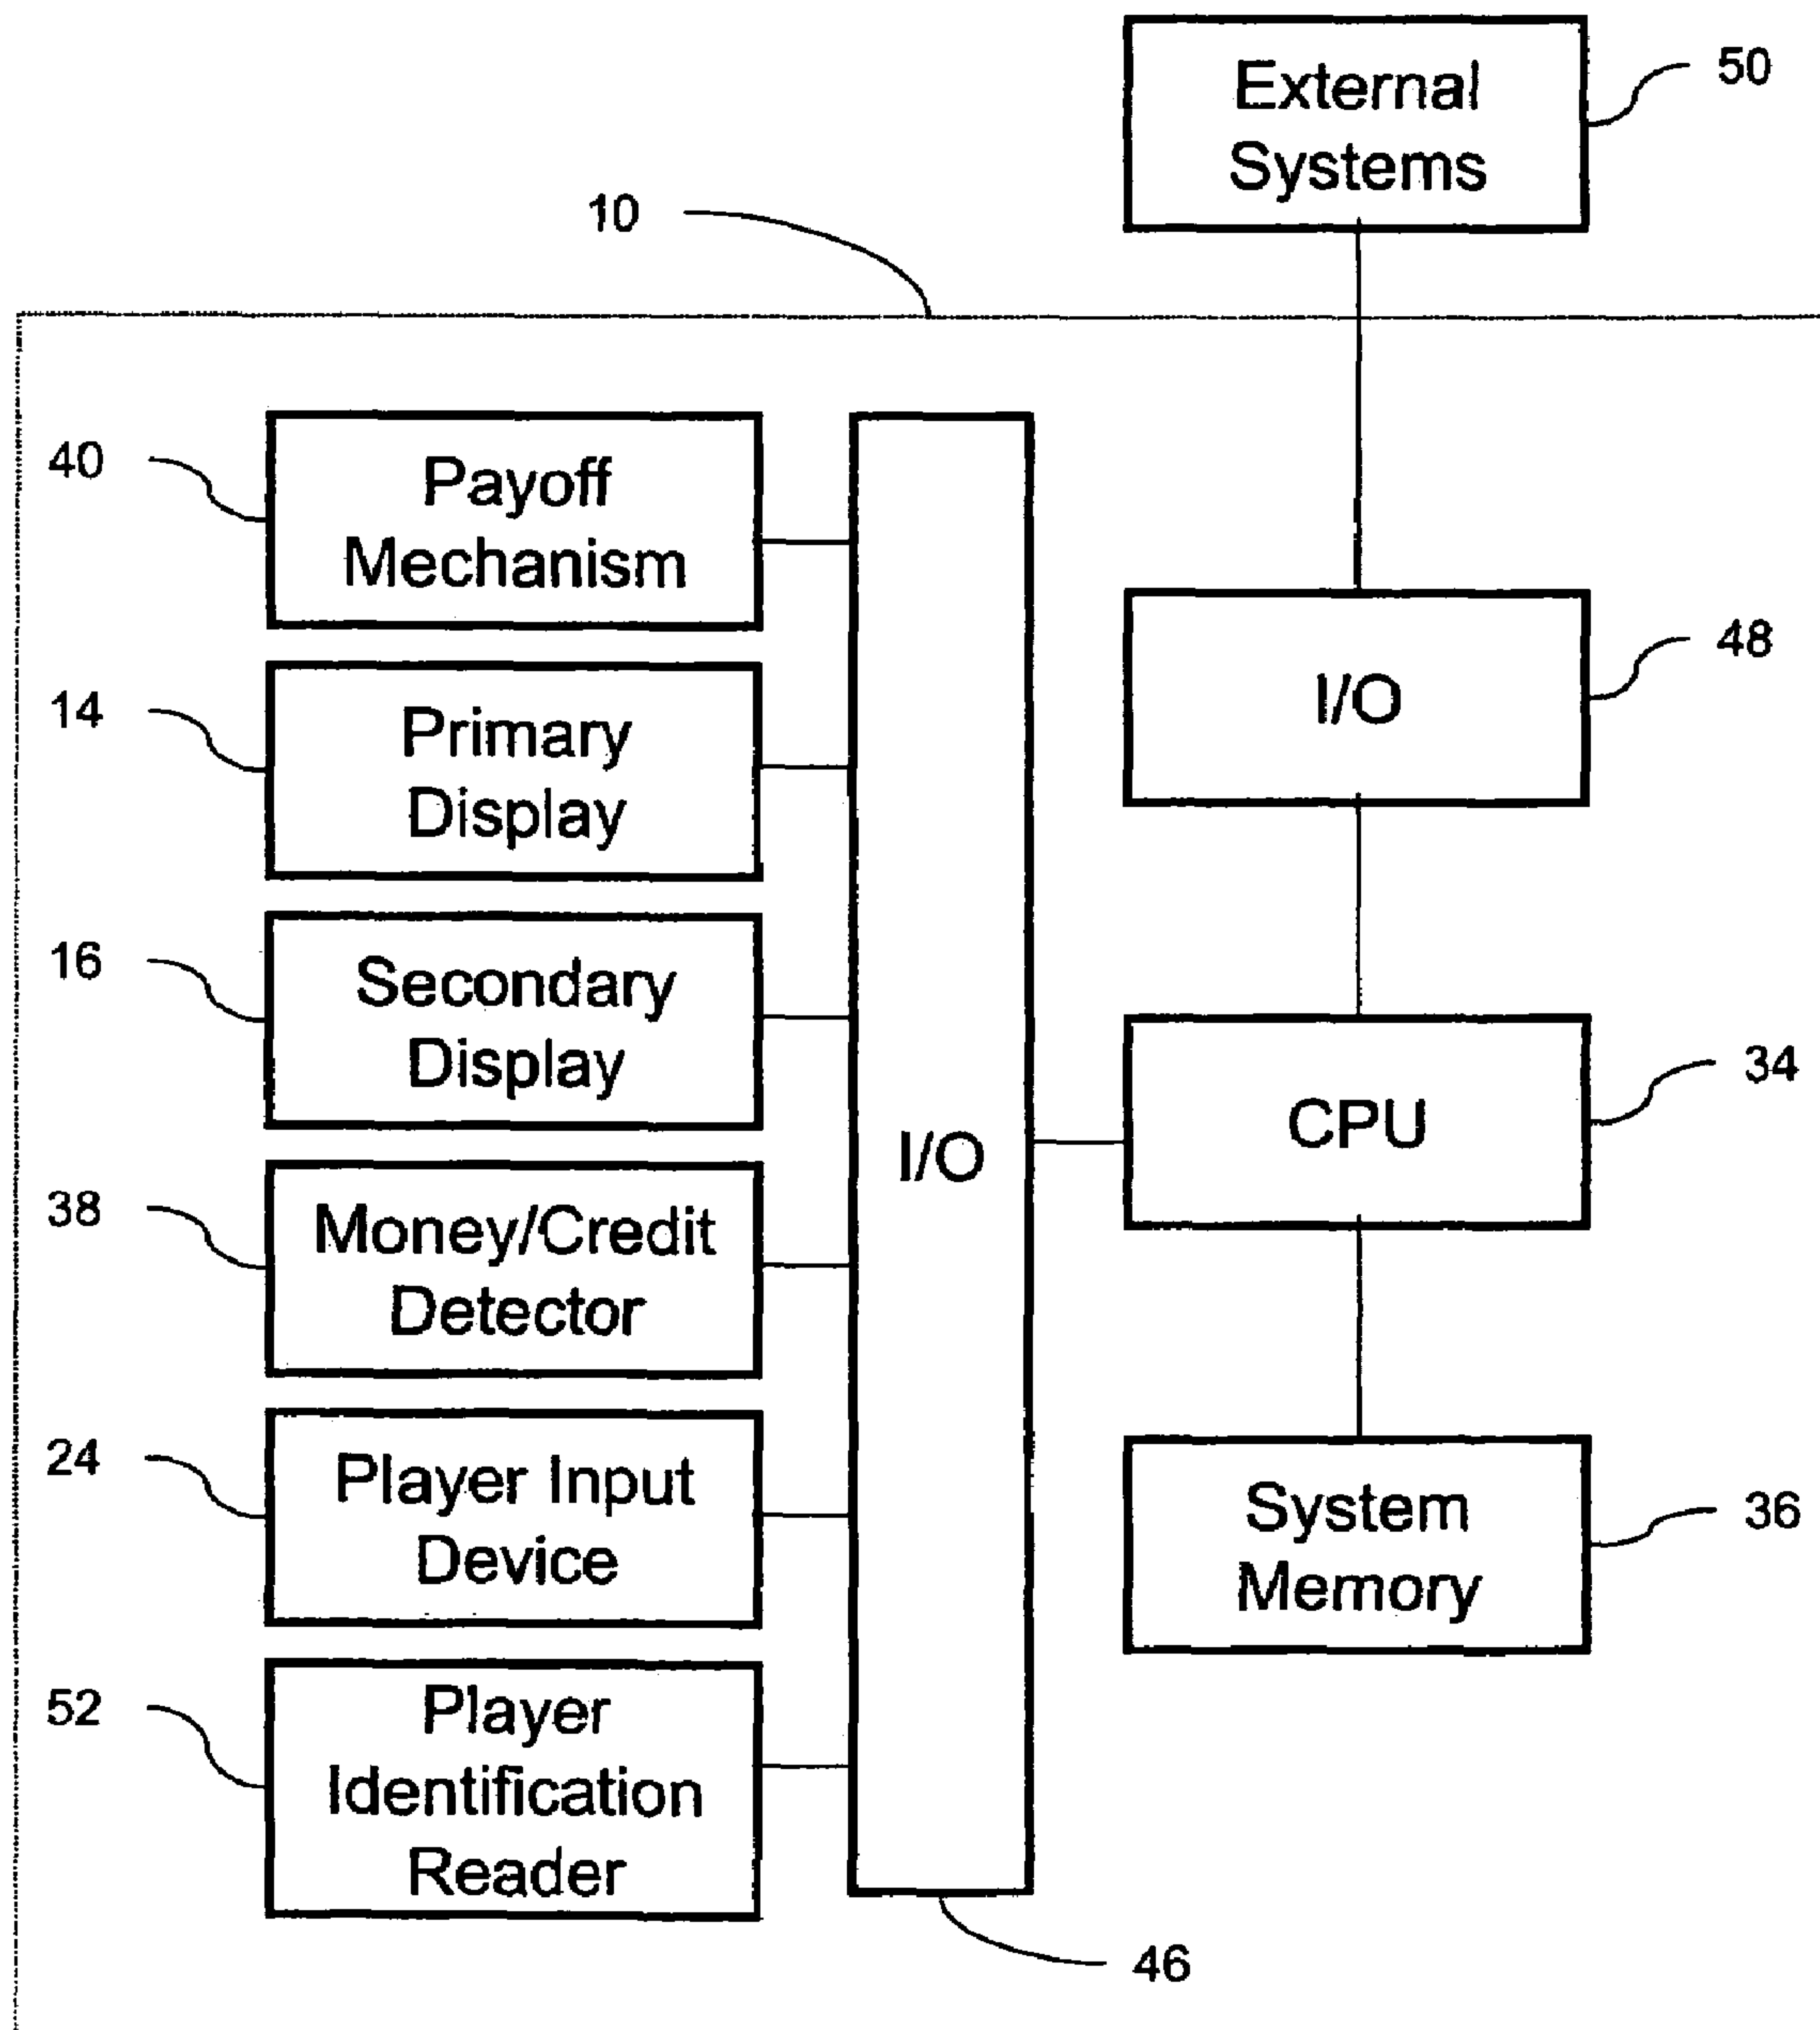 External
Systems
50
10
40
Payoff
Mechanism
14
Primary
Display
16
Secondary
Display
38
Money/Credit
Detector
24
Player Input
Device
52
Player
Identification
Reader
I/O
46
I/O
48
CPU
34
System
Memory
36